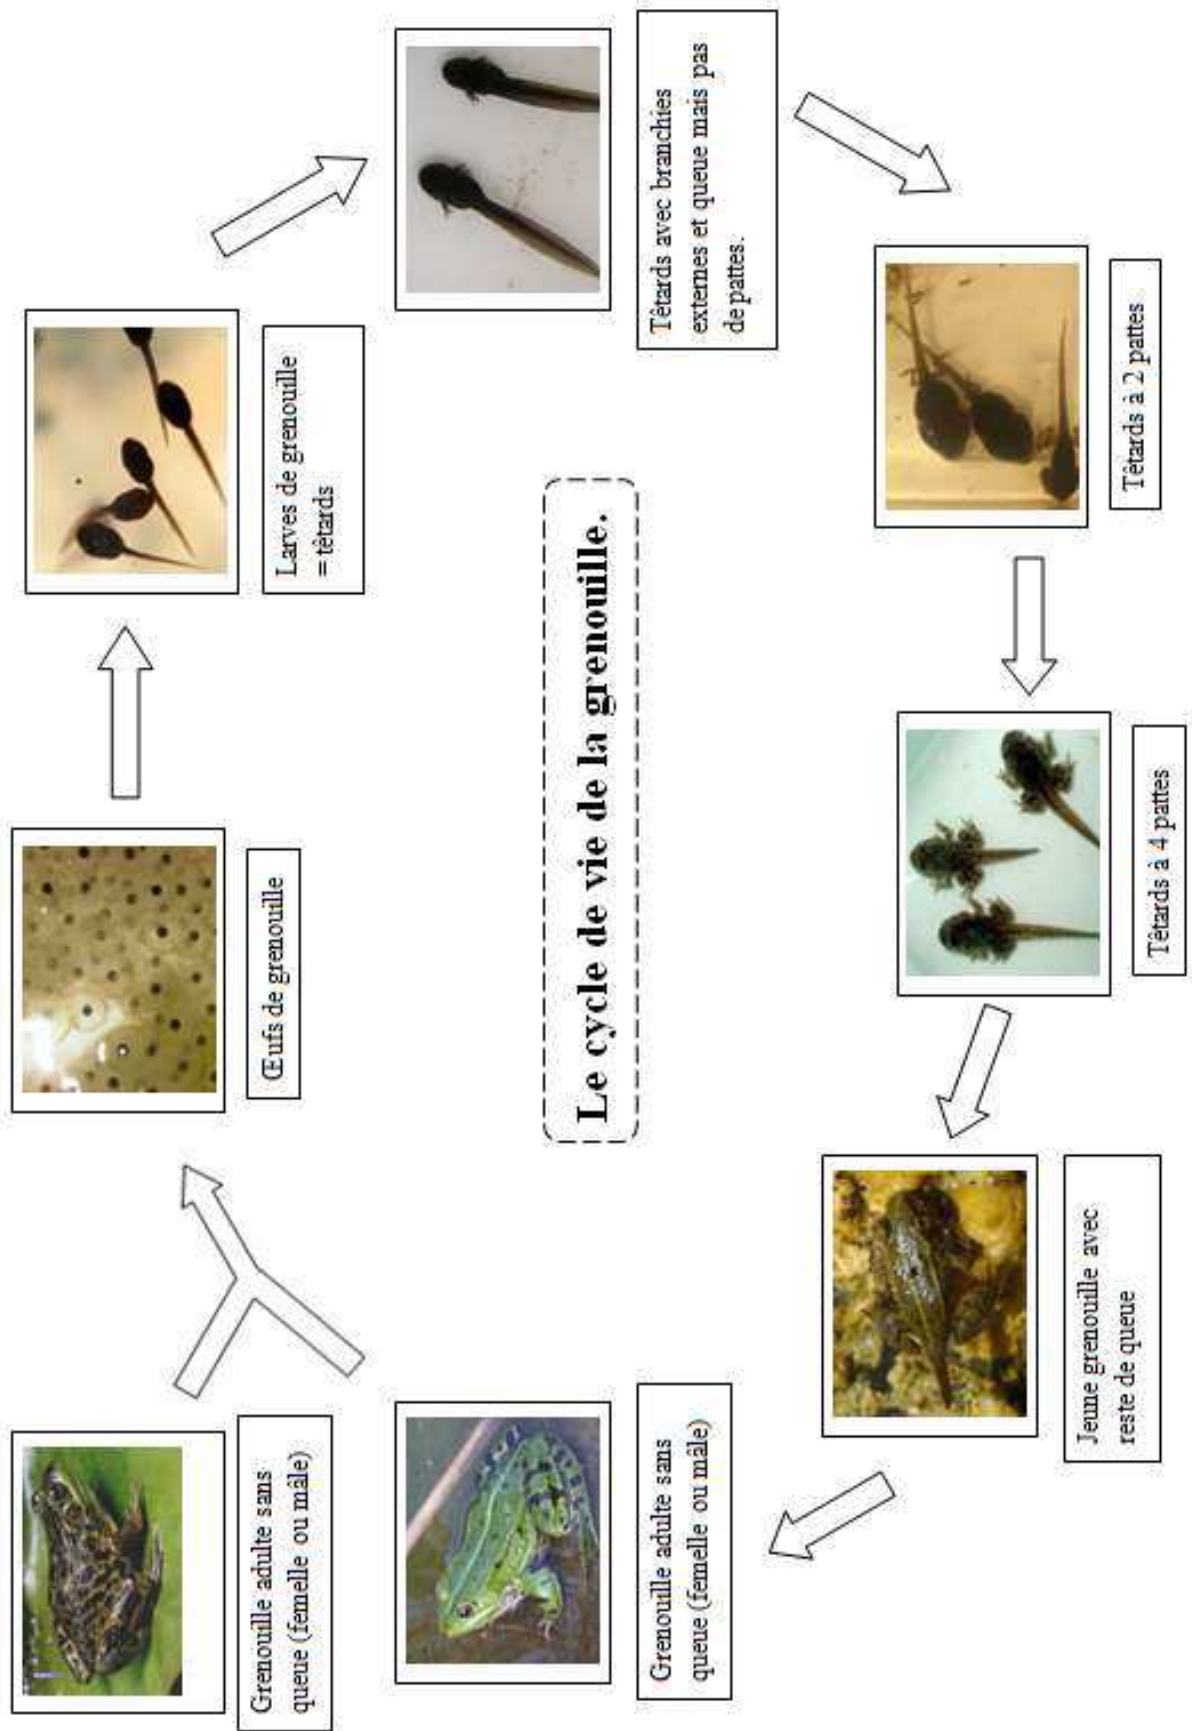 Le cycle de vie de la grenouille.
Grenouille adulte sans
queue (femelle ou mâle)
Œufs de grenouille
Larves de grenouille
= têtards
Têtards avec branchies
externes et queue mais pas
de pattes.
Têtards à 2 pattes
Têtards à 4 pattes
Jeune grenouille avec
reste de queue
Grenouille adulte sans
queue (femelle ou mâle)